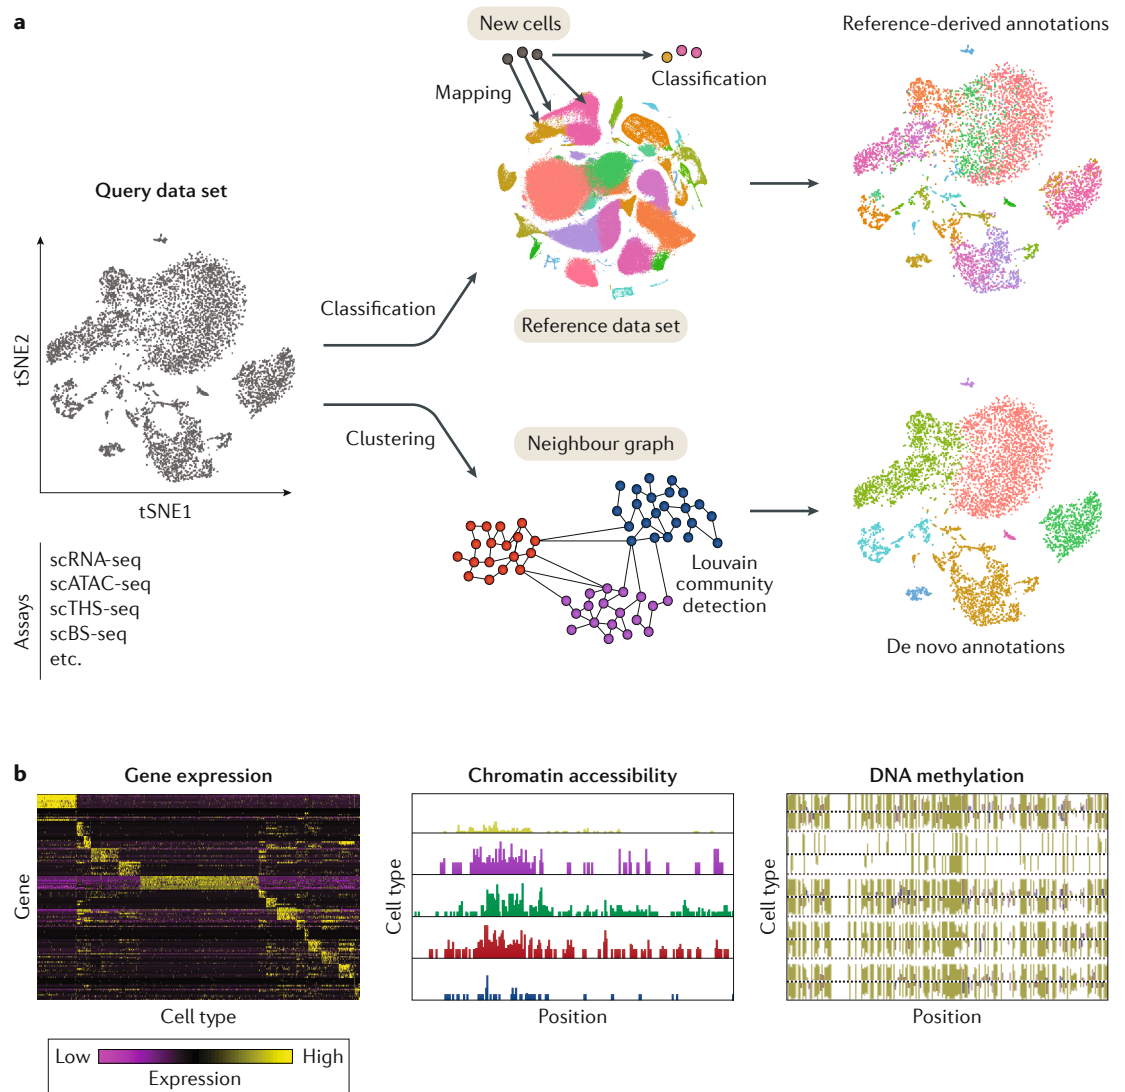 a
New cells
Reference-derived annotations
Classification
Mapping
Query data set
Classification
Reference data set
tSNE2
tSNE1
Clustering
Neighbour graph
Louvain
community
detection
De novo annotations
Assays
scRNA-seq
scATAC-seq
scTHS-seq
scBS-seq
etc.
b
Gene expression
Chromatin accessibility
DNA methylation
Gene
Cell type
Cell type
Cell type
Position
Position
Low
High
Expression